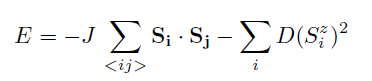 E = −J ∑_{<ij>} S_i · S_j − ∑_i D(S_i^z)^2